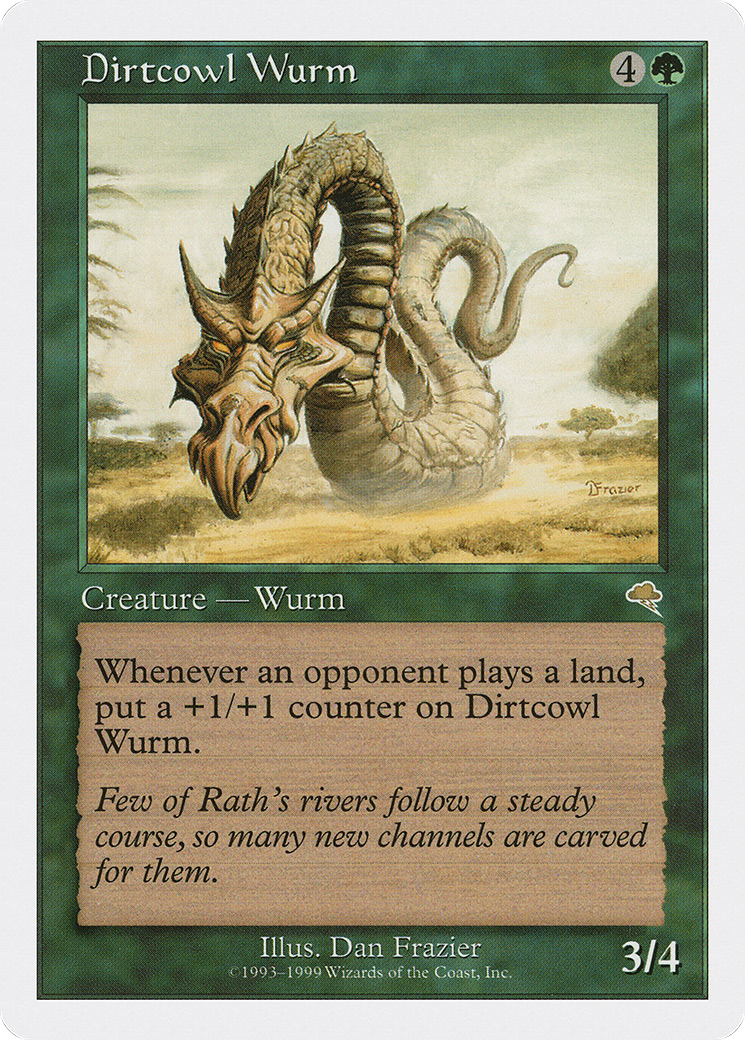 Dirtcowl Wurm 4
DFrazier
Creature — Wurm
Whenever an opponent plays a land,
put a +1/+1 counter on Dirtcowl
Wurm.
Few of Rath's rivers follow a steady
course, so many new channels are carved
for them.
Illus. Dan Frazier
©1993–1999 Wizards of the Coast, Inc.
3/4